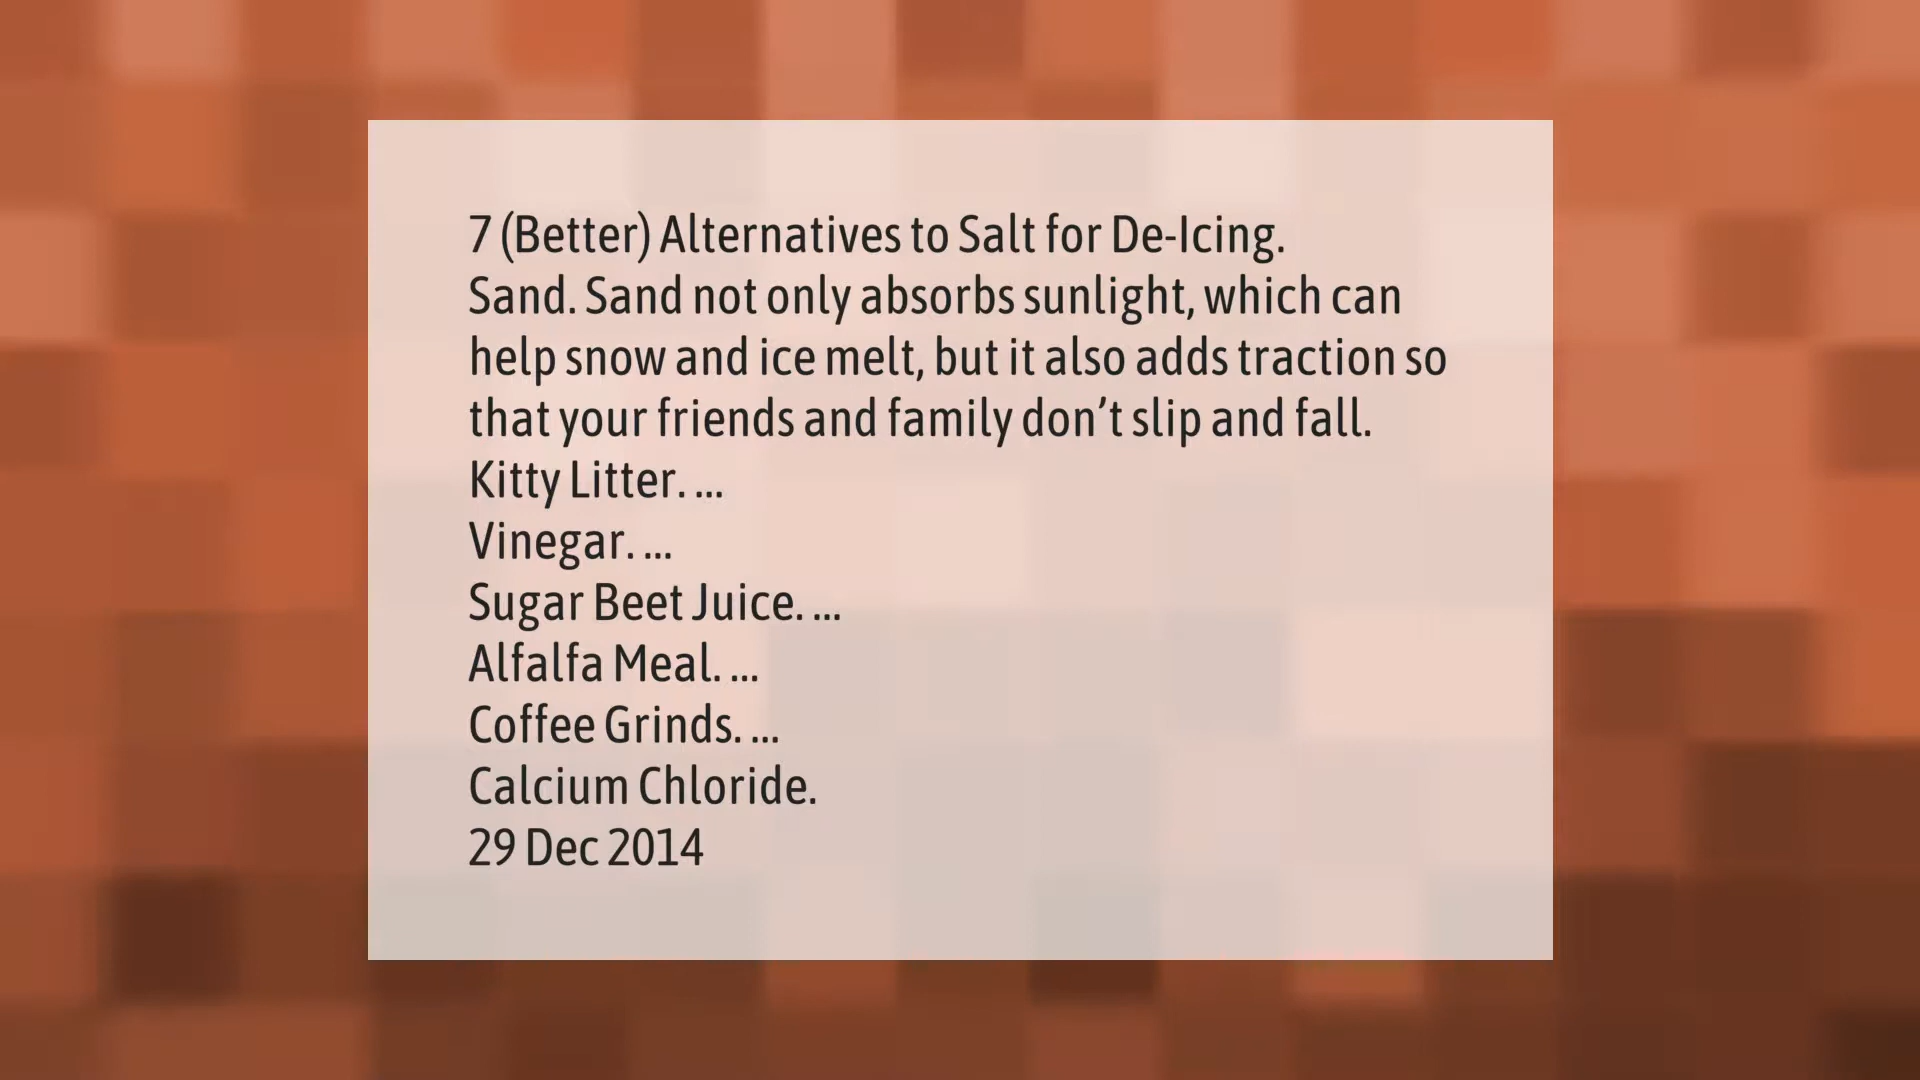 7 (Better) Alternatives to Salt for De-Icing.
Sand. Sand not only absorbs sunlight, which can
help snow and ice melt, but it also adds traction so
that your friends and family don’t slip and fall.
Kitty Litter. ...
Vinegar. ...
Sugar Beet Juice. ...
Alfalfa Meal. ...
Coffee Grinds. ...
Calcium Chloride.
29 Dec 2014